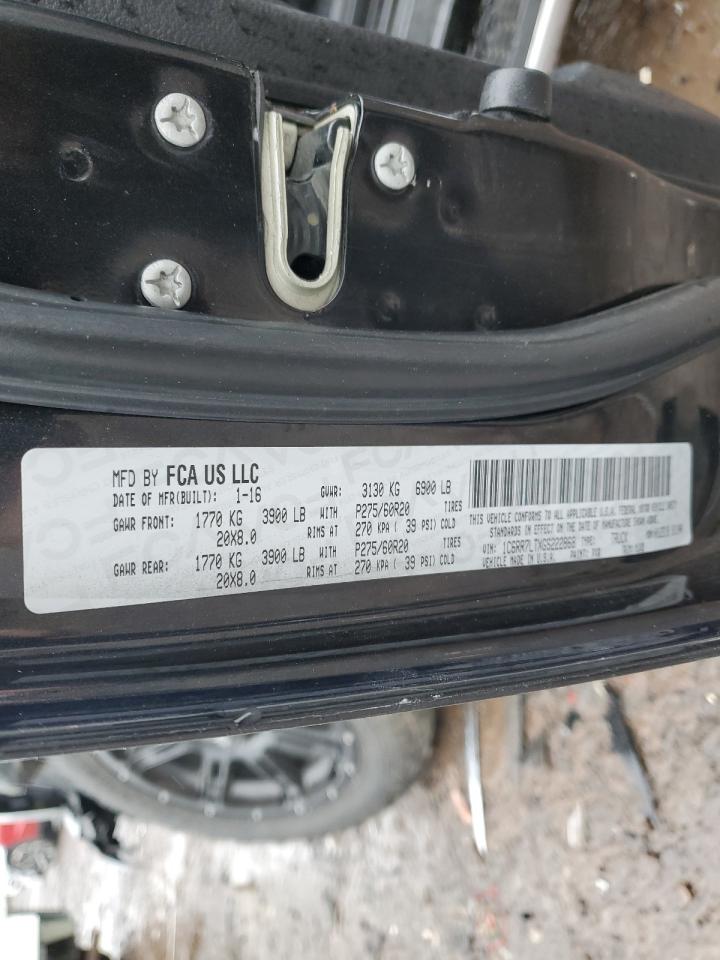 MFD BY FCA US LLC
DATE OF MFR(BUILT): 1-16 GVWR: 3130 KG 6900 LB
GAWR FRONT: 1770 KG 3900 LB WITH P275/60R20 TIRES
20X8.0 RIMS AT 270 KPA ( 39 PSI) COLD
GAWR REAR: 1770 KG 3900 LB WITH P275/60R20 TIRES
20X8.0 RIMS AT 270 KPA ( 39 PSI) COLD
THIS VEHICLE CONFORMS TO ALL APPLICABLE U.S.A. FEDERAL MOTOR VEHICLE SAFETY
STANDARDS IN EFFECT ON THE DATE OF MANUFACTURE SHOWN ABOVE.
VIN: TYPE: TRUCK
MADE IN U.S.A. PAINT: